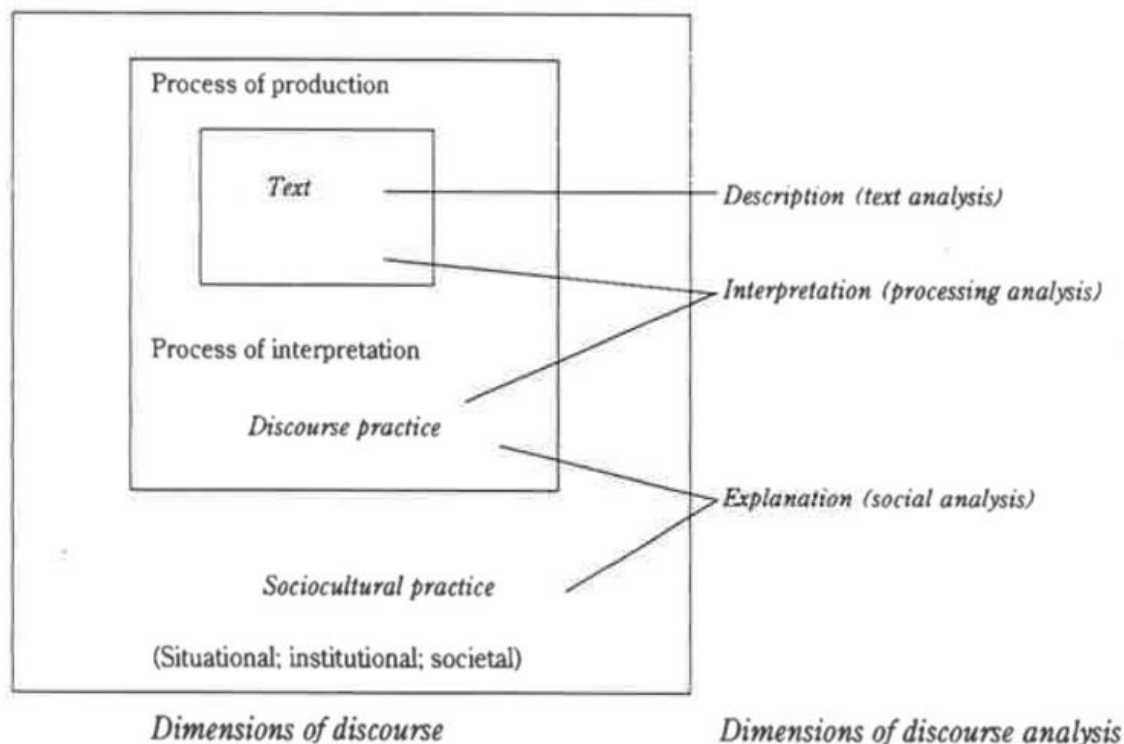 Process of production
Text
Description (text analysis)
Interpretation (processing analysis)
Process of interpretation
Discourse practice
Explanation (social analysis)
Sociocultural practice
(Situational; institutional; societal)
Dimensions of discourse
Dimensions of discourse analysis